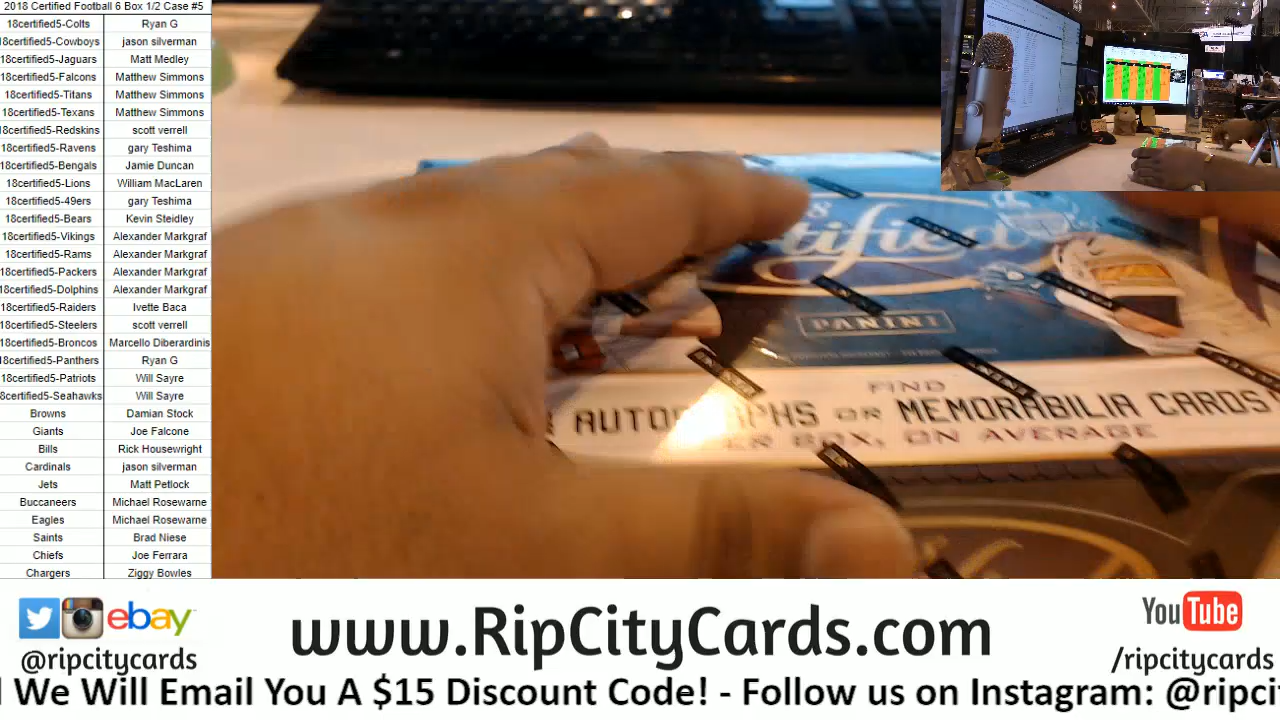 2018 Certified Football 6 Box 1/2 Case #5
18certified5-Colts Ryan G
18certified5-Cowboys jason silverman
18certified5-Jaguars Matt Medley
18certified5-Falcons Matthew Simmons
18certified5-Titans Matthew Simmons
18certified5-Texans Matthew Simmons
18certified5-Redskins scott verrell
18certified5-Ravens gary Teshima
18certified5-Bengals Jamie Duncan
18certified5-Lions William MacLaren
18certified5-49ers gary Teshima
18certified5-Bears Kevin Steidley
18certified5-Vikings Alexander Markgraf
18certified5-Rams Alexander Markgraf
18certified5-Packers Alexander Markgraf
18certified5-Dolphins Alexander Markgraf
18certified5-Raiders Ivette Baca
18certified5-Steelers scott verrell
18certified5-Broncos Marcello Diberardinis
18certified5-Panthers Ryan G
18certified5-Patriots Will Sayre
8certified5-Seahawks Will Sayre
Browns Damian Stock
Giants Joe Falcone
Bills Rick Housewright
Cardinals jason silverman
Jets Matt Petlock
Buccaneers Michael Rosewarne
Eagles Michael Rosewarne
Saints Brad Niese
Chiefs Joe Ferrara
Chargers Ziggy Bowles
tified
PANINI
FIND
AUTOGRAPHS OR MEMORABILIA CARDS
ER BOX, ON AVERAGE
ebay
@ripcitycards
www.RipCityCards.com
YouTube
/ripcitycards
We Will Email You A $15 Discount Code! - Follow us on Instagram: @ripci